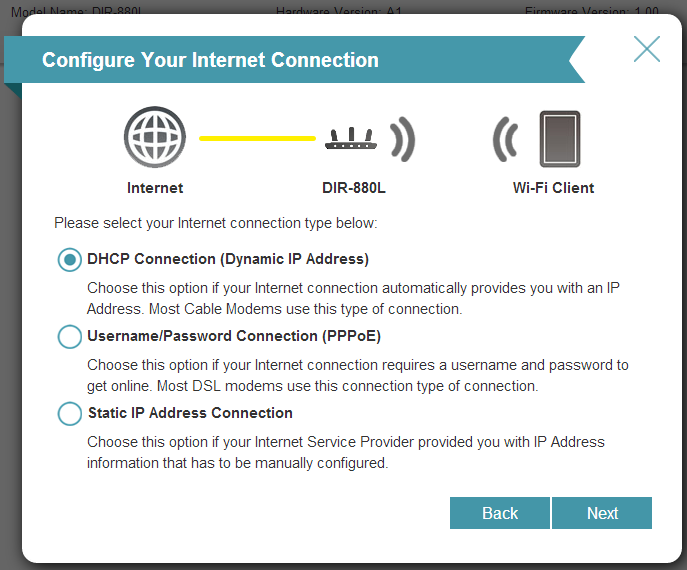 Model Name: DIR-880L Hardware Version: A1 Firmware Version: 1.00
Configure Your Internet Connection
Internet DIR-880L Wi-Fi Client
Please select your Internet connection type below:
DHCP Connection (Dynamic IP Address)
Choose this option if your Internet connection automatically provides you with an IP
Address. Most Cable Modems use this type of connection.
Username/Password Connection (PPPoE)
Choose this option if your Internet connection requires a username and password to
get online. Most DSL modems use this connection type of connection.
Static IP Address Connection
Choose this option if your Internet Service Provider provided you with IP Address
information that has to be manually configured.
Back Next